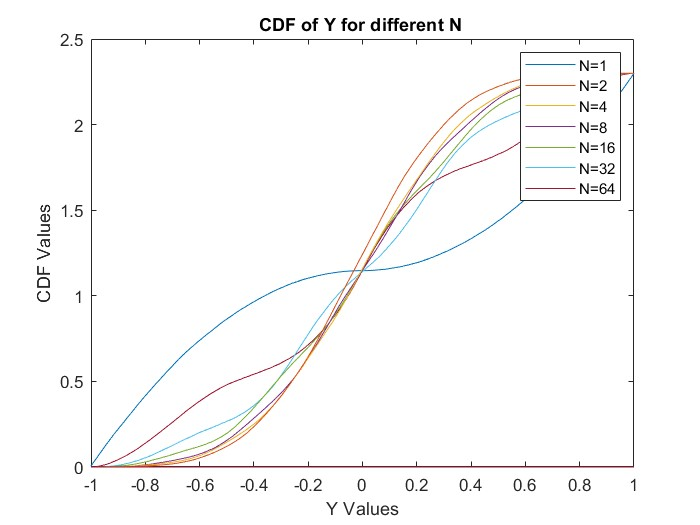 CDF of Y for different N
2.5
2
1.5
1
0.5
0
CDF Values
N=1
N=2
N=4
N=8
N=16
N=32
N=64
-1 -0.8 -0.6 -0.4 -0.2 0 0.2 0.4 0.6 0.8 1
Y Values